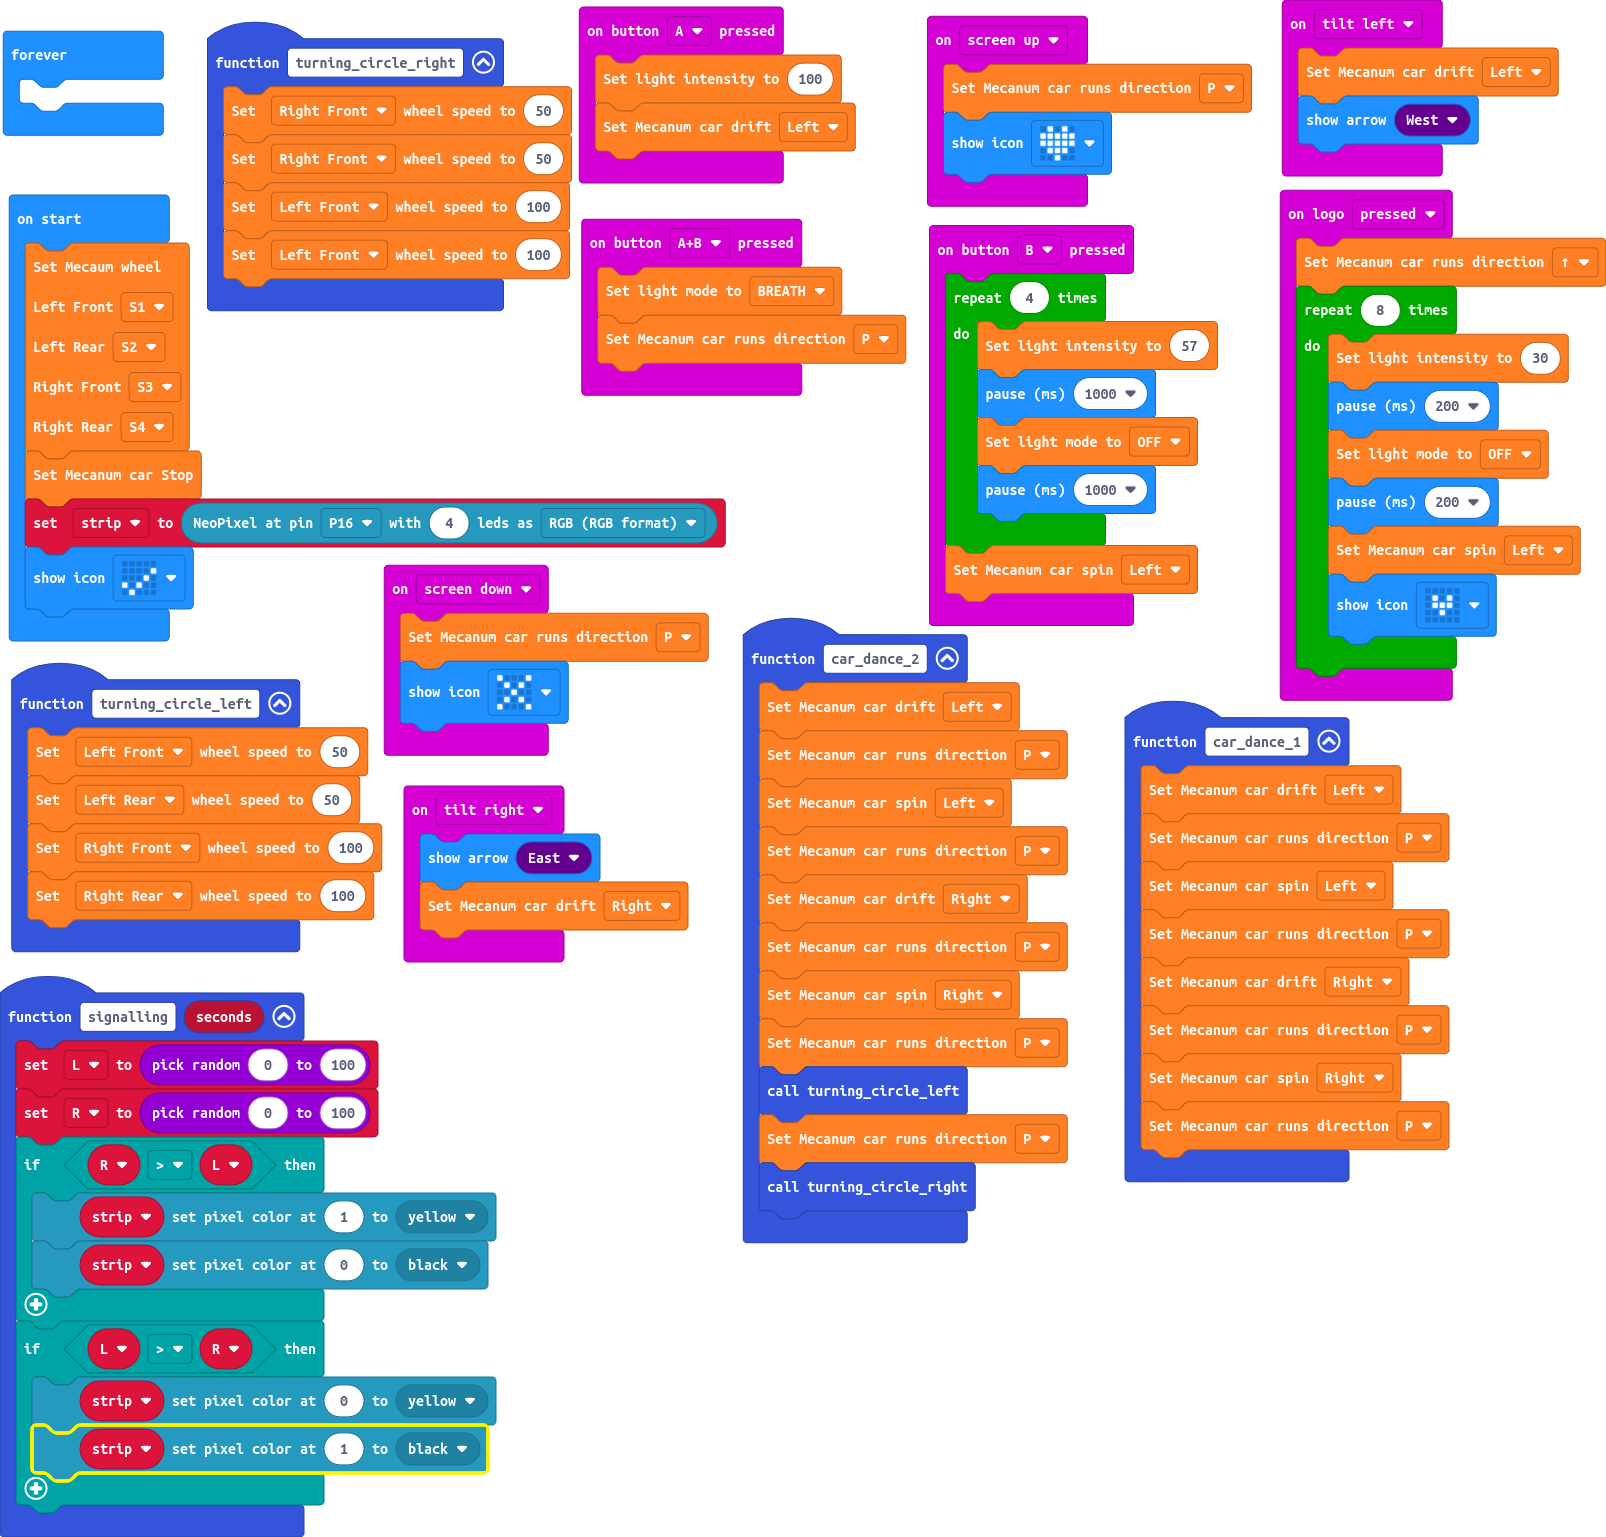 forever
on start
Set Mecaum wheel
Left Front S1
Left Rear S2
Right Front S3
Right Rear S4
Set Mecanum car Stop
set strip to NeoPixel at pin P16 with 4 leds as RGB (RGB format)
show icon
function turning_circle_right
Set Right Front wheel speed to 50
Set Right Front wheel speed to 50
Set Left Front wheel speed to 100
Set Left Front wheel speed to 100
on button A pressed
Set light intensity to 100
Set Mecanum car drift Left
on button A+B pressed
Set light mode to BREATH
Set Mecanum car runs direction P
on screen up
Set Mecanum car runs direction P
show icon
on button B pressed
repeat 4 times
do
Set light intensity to 57
pause (ms) 1000
Set light mode to OFF
pause (ms) 1000
Set Mecanum car spin Left
on tilt left
Set Mecanum car drift Left
show arrow West
on logo pressed
Set Mecanum car runs direction ↑
repeat 8 times
do
Set light intensity to 30
pause (ms) 200
Set light mode to OFF
pause (ms) 200
Set Mecanum car spin Left
show icon
on screen down
Set Mecanum car runs direction P
show icon
function turning_circle_left
Set Left Front wheel speed to 50
Set Left Rear wheel speed to 50
Set Right Front wheel speed to 100
Set Right Rear wheel speed to 100
on tilt right
show arrow East
Set Mecanum car drift Right
function car_dance_2
Set Mecanum car drift Left
Set Mecanum car runs direction P
Set Mecanum car spin Left
Set Mecanum car runs direction P
Set Mecanum car drift Right
Set Mecanum car runs direction P
Set Mecanum car spin Right
Set Mecanum car runs direction P
call turning_circle_left
Set Mecanum car runs direction P
call turning_circle_right
function car_dance_1
Set Mecanum car drift Left
Set Mecanum car runs direction P
Set Mecanum car spin Left
Set Mecanum car runs direction P
Set Mecanum car drift Right
Set Mecanum car runs direction P
Set Mecanum car spin Right
Set Mecanum car runs direction P
function signalling seconds
set L to pick random 0 to 100
set R to pick random 0 to 100
if R > L then
strip set pixel color at 1 to yellow
strip set pixel color at 0 to black
if L > R then
strip set pixel color at 0 to yellow
strip set pixel color at 1 to black